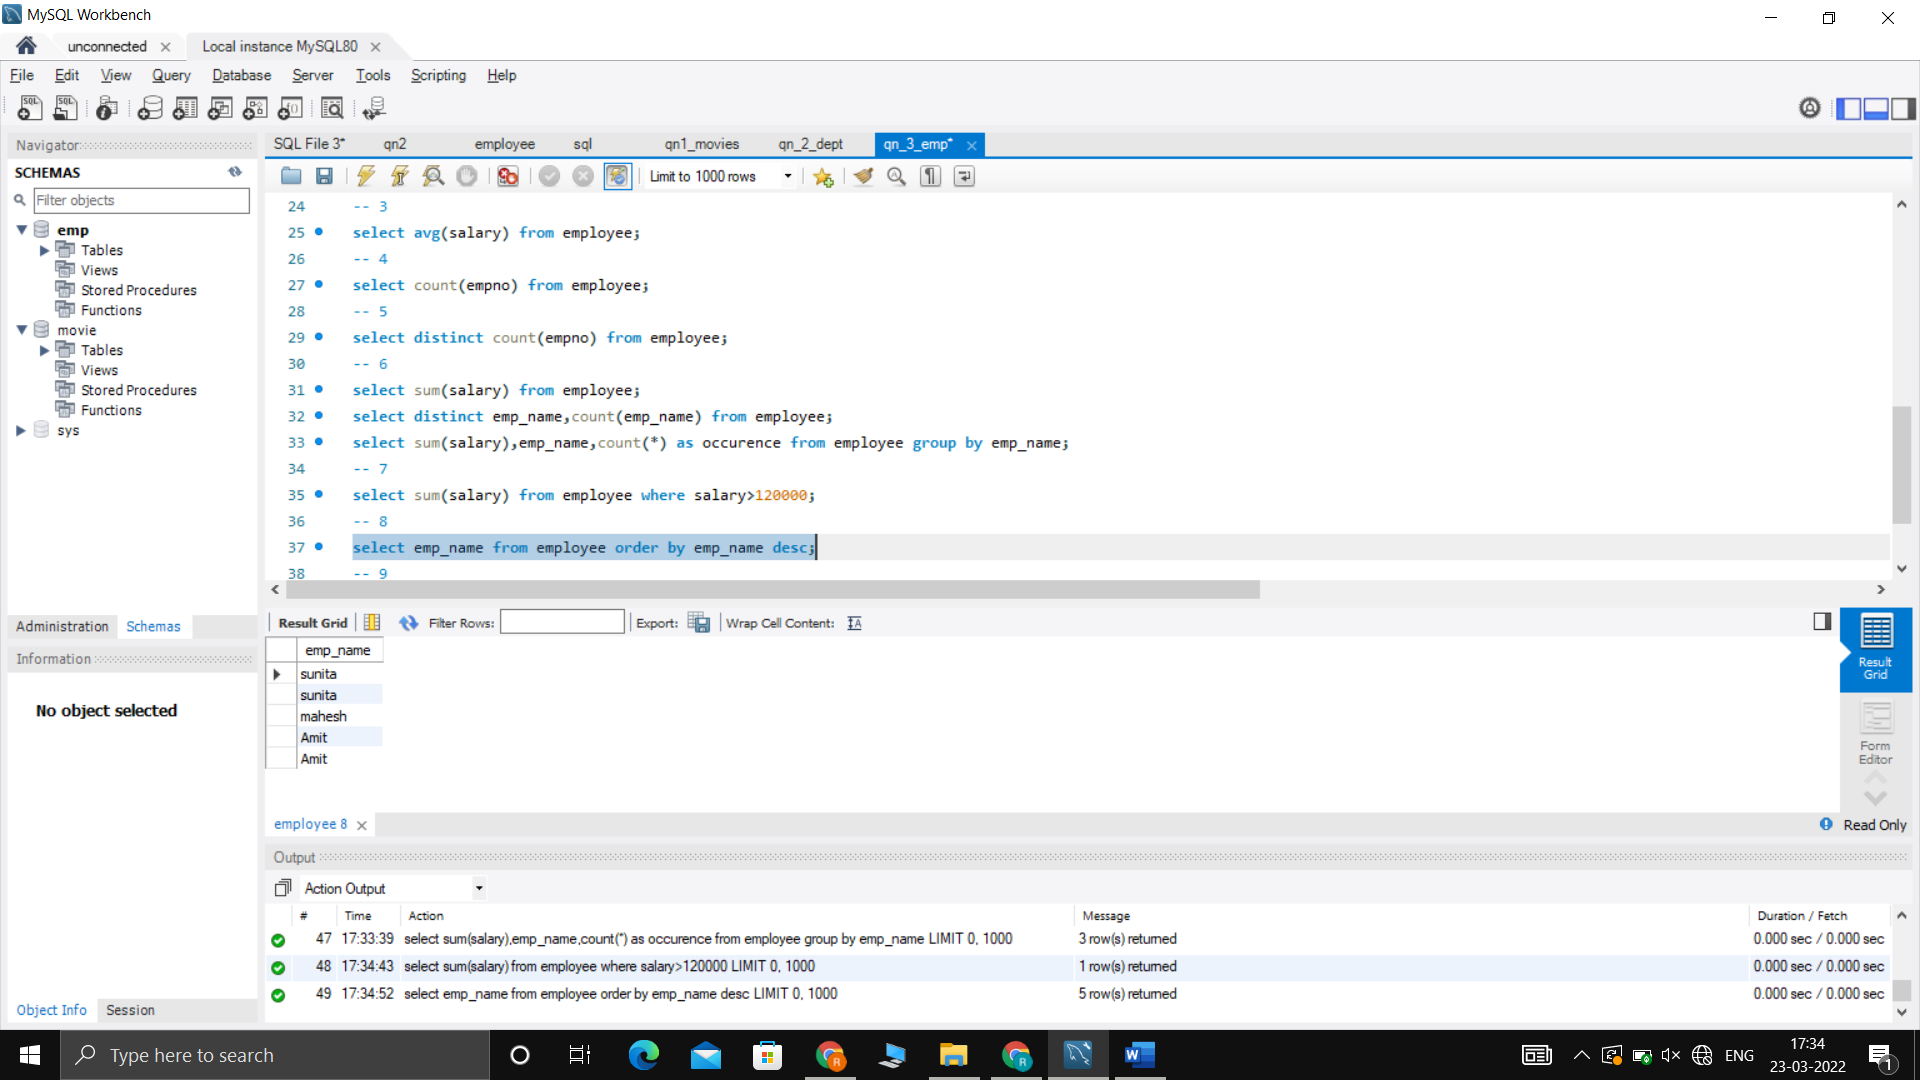 MySQL Workbench
unconnected
Local instance MySQL80
File Edit View Query Database Server Tools Scripting Help
Navigator
SCHEMAS
Filter objects
emp
Tables
Views
Stored Procedures
Functions
movie
Tables
Views
Stored Procedures
Functions
sys
Administration Schemas
Information
No object selected
Object Info Session
SQL File 3* qn2 employee sql qn1_movies qn_2_dept qn_3_emp*
Limit to 1000 rows
24 -- 3
25 select avg(salary) from employee;
26 -- 4
27 select count(empno) from employee;
28 -- 5
29 select distinct count(empno) from employee;
30 -- 6
31 select sum(salary) from employee;
32 select distinct emp_name,count(emp_name) from employee;
33 select sum(salary),emp_name,count(*) as occurence from employee group by emp_name;
34 -- 7
35 select sum(salary) from employee where salary>120000;
36 -- 8
37 select emp_name from employee order by emp_name desc;
38 -- 9
Result Grid Filter Rows: Export: Wrap Cell Content:
emp_name
sunita
sunita
mahesh
Amit
Amit
Result Grid
Form Editor
employee 8
Read Only
Output
Action Output
# Time Action Message Duration / Fetch
47 17:33:39 select sum(salary),emp_name,count(*) as occurence from employee group by emp_name LIMIT 0, 1000 3 row(s) returned 0.000 sec / 0.000 sec
48 17:34:43 select sum(salary) from employee where salary>120000 LIMIT 0, 1000 1 row(s) returned 0.000 sec / 0.000 sec
49 17:34:52 select emp_name from employee order by emp_name desc LIMIT 0, 1000 5 row(s) returned 0.000 sec / 0.000 sec
Type here to search
ENG
17:34
23-03-2022
1